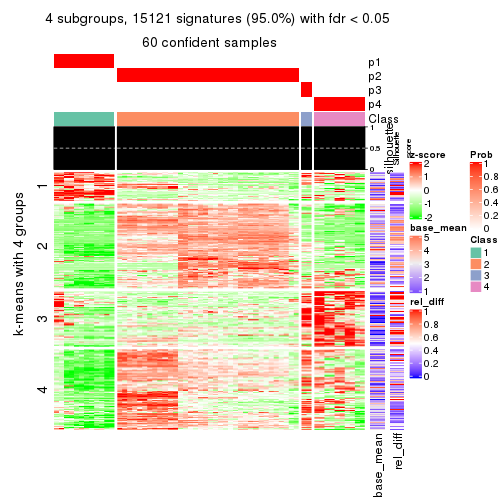 4 subgroups, 15121 signatures (95.0%) with fdr < 0.05
60 confident samples
p1
p2
p3
p4
Class
1
0.5
0
silhouette
Silhouette
score
k-means with 4 groups
1
2
3
4
base_mean
rel_diff
z-score
2
1
0
-1
-2
base_mean
5
4
3
2
1
rel_diff
1
0.8
0.6
0.4
0.2
0
Prob
1
0.8
0.6
0.4
0.2
0
Class
1
2
3
4